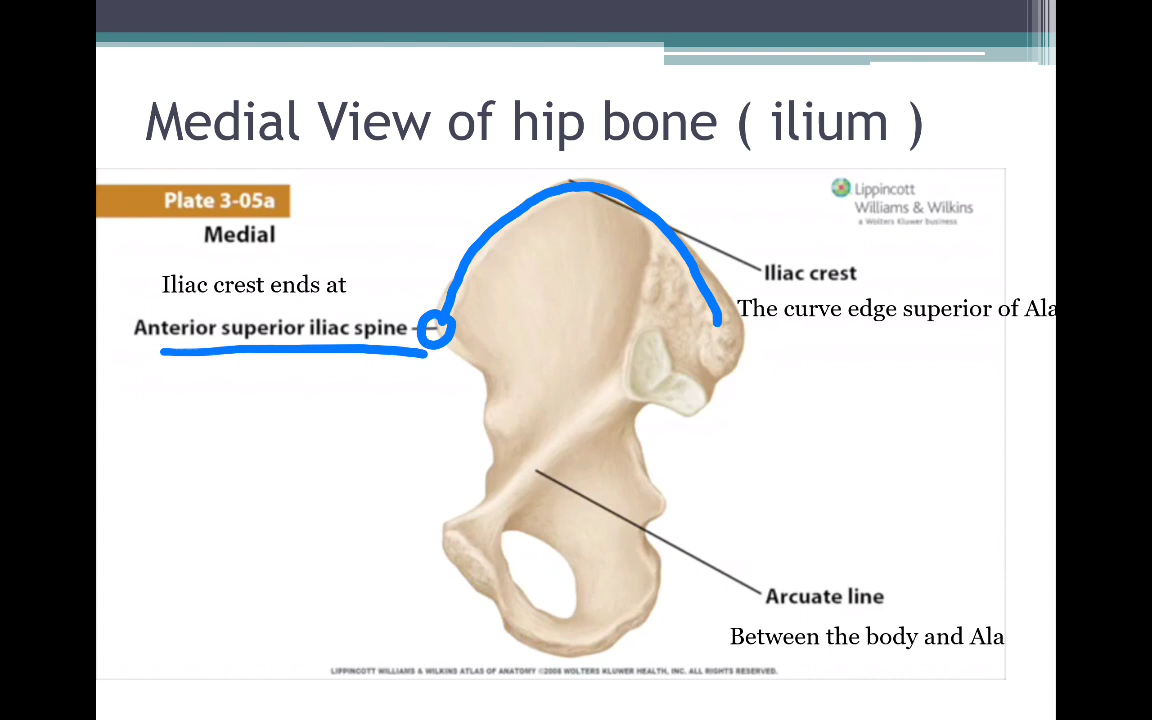 Medial View of hip bone ( ilium )
Plate 3-05a
Medial
Lippincott
Williams & Wilkins
a Wolters Kluwer business
Iliac crest ends at
Anterior superior iliac spine
Iliac crest
The curve edge superior of Ala
Arcuate line
Between the body and Ala
LIPPINCOTT WILLIAMS & WILKINS ATLAS OF ANATOMY ©2008 WOLTERS KLUWER HEALTH, INC. ALL RIGHTS RESERVED.